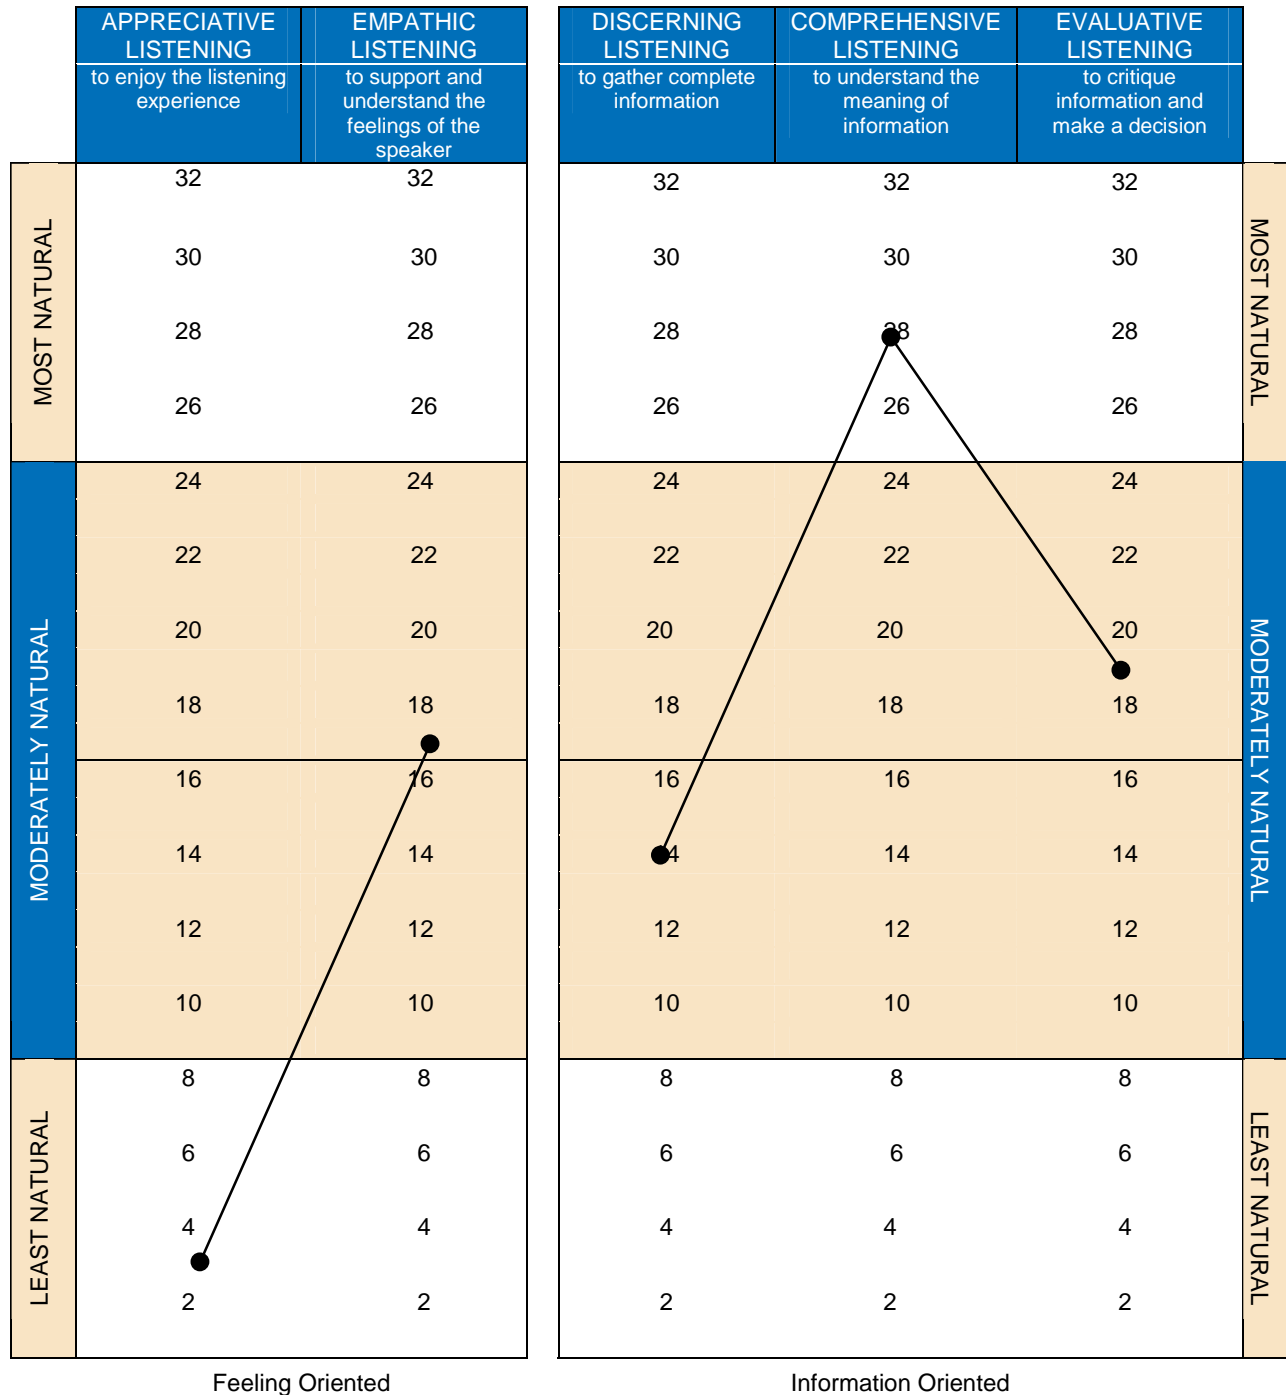 APPRECIATIVE
LISTENING
to enjoy the listening
experience
EMPATHIC
LISTENING
to support and
understand the
feelings of the
speaker
DISCERNING
LISTENING
to gather complete
information
COMPREHENSIVE
LISTENING
to understand the
meaning of
information
EVALUATIVE
LISTENING
to critique
information and
make a decision
MOST NATURAL
32 32 32 32 32
30 30 30 30 30
28 28 28 28 28
26 26 26 26 26
MOST NATURAL
MODERATELY NATURAL
24 24 24 24 24
22 22 22 22 22
20 20 20 20 20
18 18 18 18 18
16 16 16 16 16
14 14 14 14 14
12 12 12 12 12
10 10 10 10 10
MODERATELY NATURAL
LEAST NATURAL
8 8 8 8 8
6 6 6 6 6
4 4 4 4 4
2 2 2 2 2
LEAST NATURAL
Feeling Oriented
Information Oriented